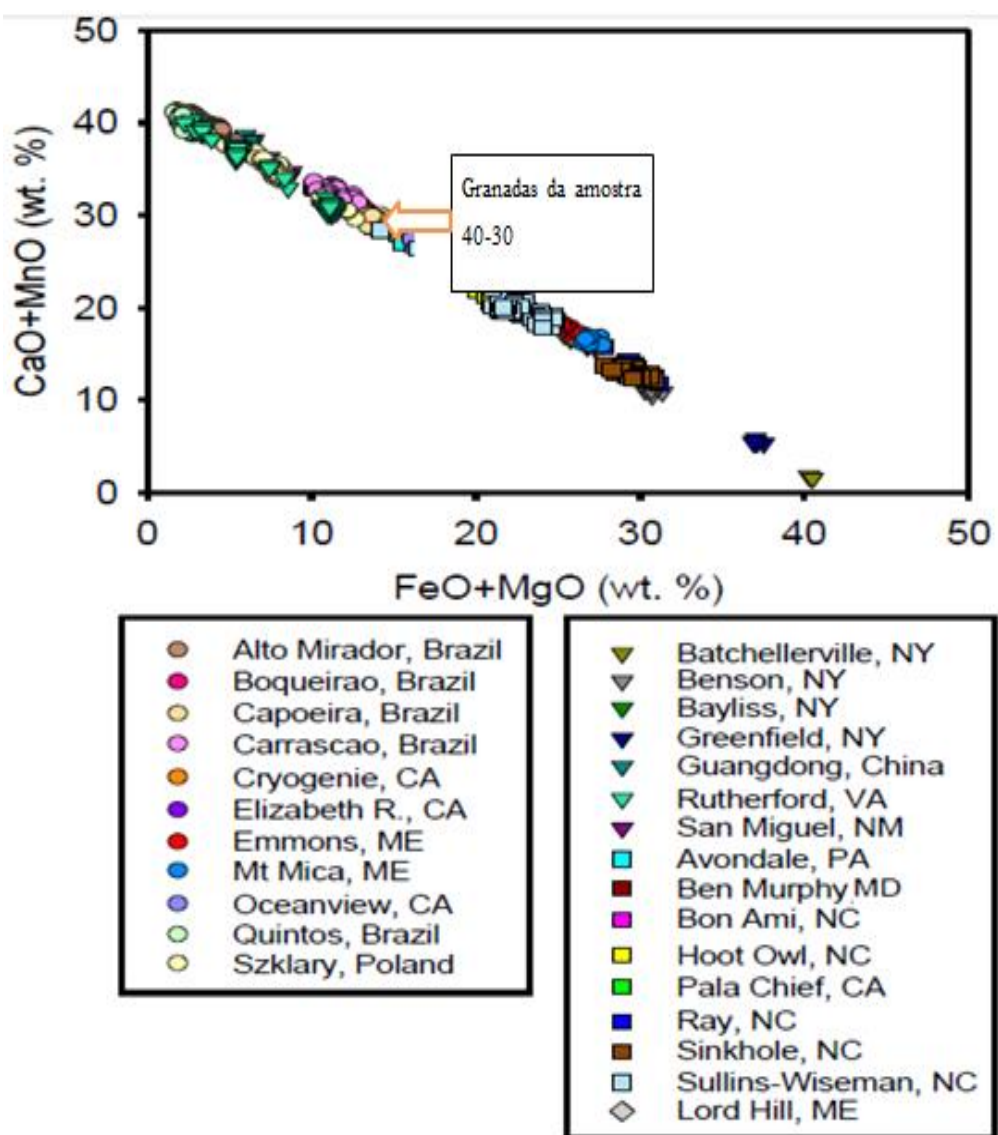 50
40
30
20
10
0
CaO+MnO (wt. %)
Granadas da amostra
40-30
0 10 20 30 40 50
FeO+MgO (wt. %)
Alto Mirador, Brazil
Boqueirao, Brazil
Capoeira, Brazil
Carrascao, Brazil
Cryogenie, CA
Elizabeth R., CA
Emmons, ME
Mt Mica, ME
Oceanview, CA
Quintos, Brazil
Szklary, Poland
Batchellerville, NY
Benson, NY
Bayliss, NY
Greenfield, NY
Guangdong, China
Rutherford, VA
San Miguel, NM
Avondale, PA
Ben Murphy MD
Bon Ami, NC
Hoot Owl, NC
Pala Chief, CA
Ray, NC
Sinkhole, NC
Sullins-Wiseman, NC
Lord Hill, ME